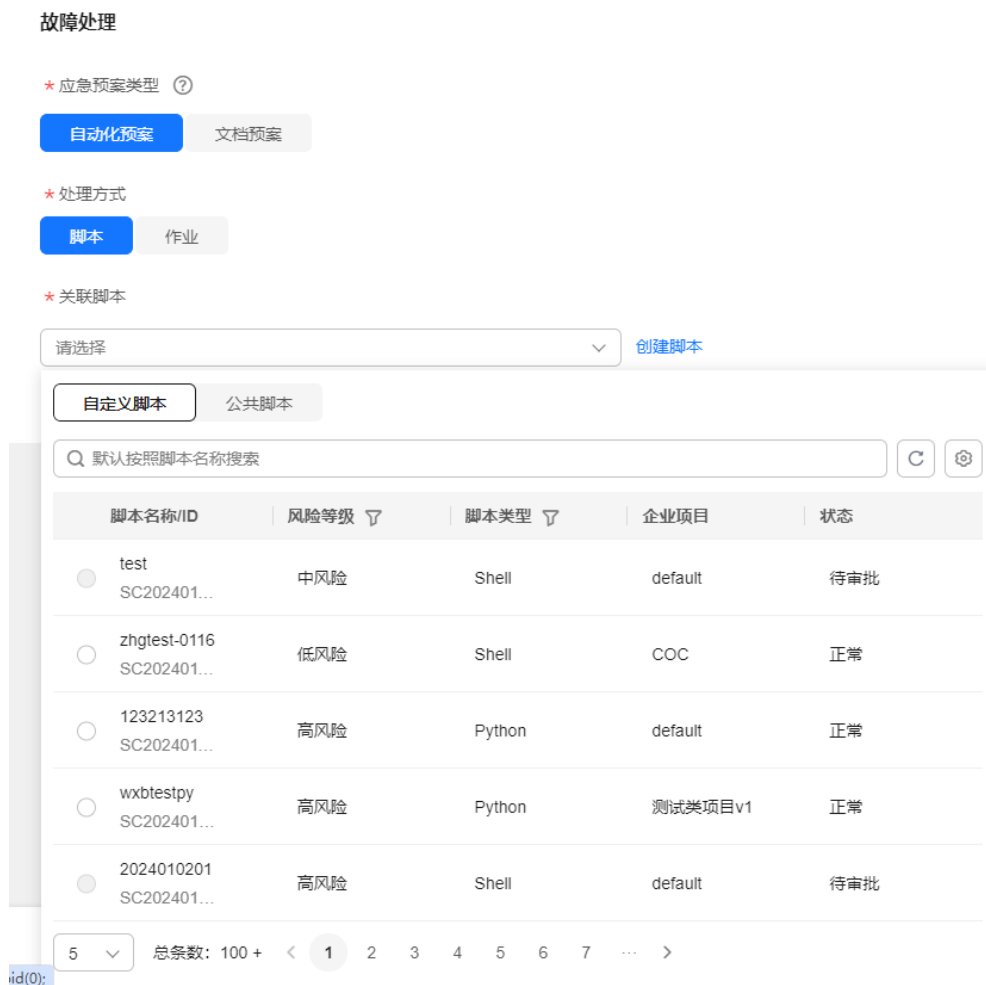 故障处理
* 应急预案类型 ?
自动化预案 文档预案
* 处理方式
脚本 作业
* 关联脚本
请选择 创建脚本
自定义脚本 公共脚本
默认按照脚本名称搜索
脚本名称/ID 风险等级 脚本类型 企业项目 状态
test
SC202401... 中风险 Shell default 待审批
zhgtest-0116
SC202401... 低风险 Shell COC 正常
123213123
SC202401... 高风险 Python default 正常
wxbtestpy
SC202401... 高风险 Python 测试类项目v1 正常
2024010201
SC202401... 高风险 Shell default 待审批
5 总条数：100 + < 1 2 3 4 5 6 7 ... >
id(0);